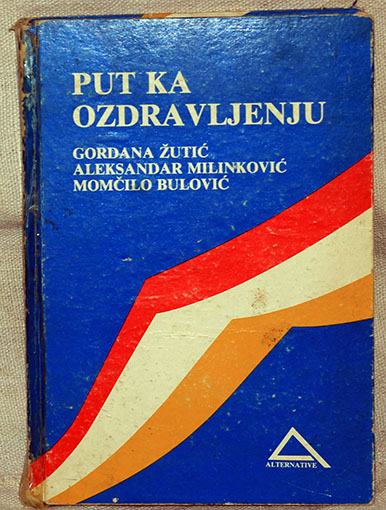 PUT KA
OZDRAVLJENJU
GORDANA ŽUTIĆ
ALEKSANDAR MILINKOVIĆ
MOMČILO BULOVIĆ
ALTERNATIVE